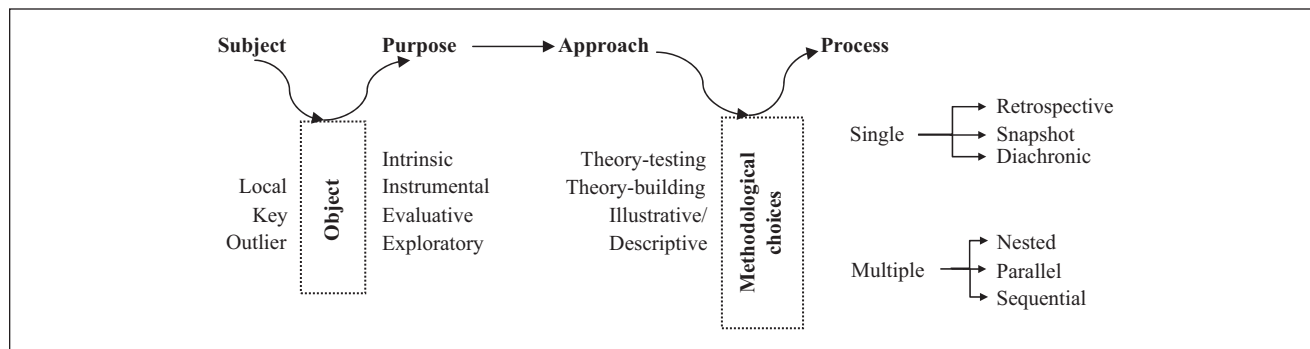 Subject
Purpose
Approach
Process
Local
Key
Outlier
Object
Intrinsic
Instrumental
Evaluative
Exploratory
Theory-testing
Theory-building
Illustrative/
Descriptive
Methodological
choices
Single
Retrospective
Snapshot
Diachronic
Multiple
Nested
Parallel
Sequential